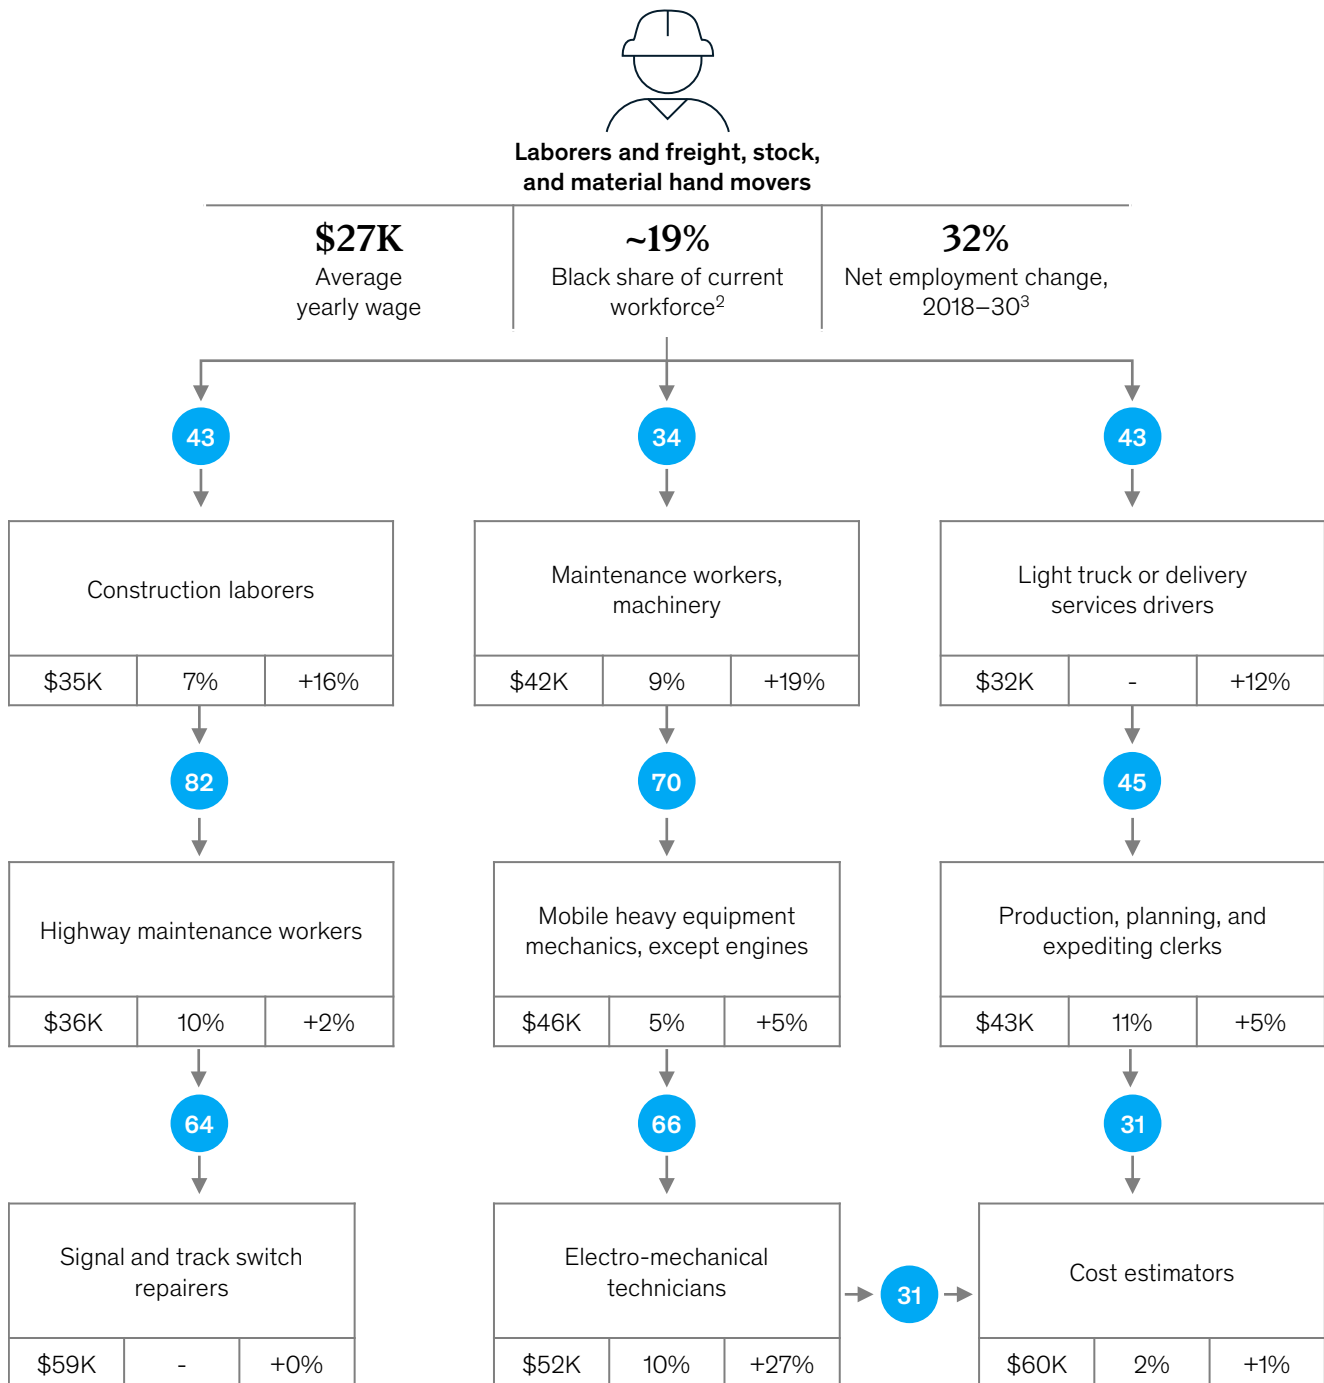 Laborers and freight, stock,
and material hand movers
$27K
Average
yearly wage
~19%
Black share of current
workforce²
32%
Net employment change,
2018–30³
43
34
43
Construction laborers
$35K 7% +16%
Maintenance workers,
machinery
$42K 9% +19%
Light truck or delivery
services drivers
$32K - +12%
82
70
45
Highway maintenance workers
$36K 10% +2%
Mobile heavy equipment
mechanics, except engines
$46K 5% +5%
Production, planning, and
expediting clerks
$43K 11% +5%
64
66
31
Signal and track switch
repairers
$59K - +0%
Electro-mechanical
technicians
$52K 10% +27%
31
Cost estimators
$60K 2% +1%